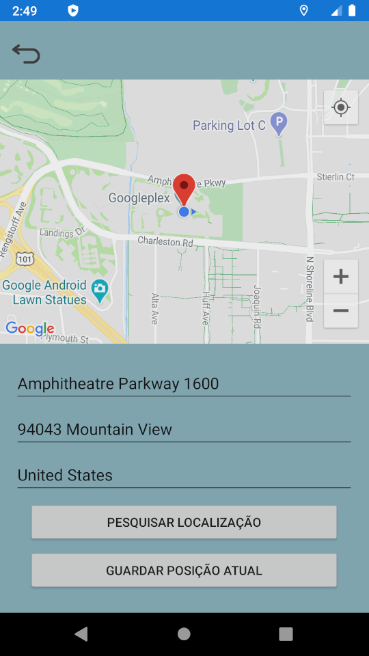 2:49
Parking Lot C
P
Stierlin Ct
Amphitheatre Pkwy
Googleplex
Rengstorff Ave
Landings Dr
Charleston Rd
101
Google Android
Lawn Statues
Alta Ave
Huff Ave
Joaquin Rd
N Shoreline Blvd
+
−
Google
Plymouth St
Amphitheatre Parkway 1600
94043 Mountain View
United States
PESQUISAR LOCALIZAÇÃO
GUARDAR POSIÇÃO ATUAL